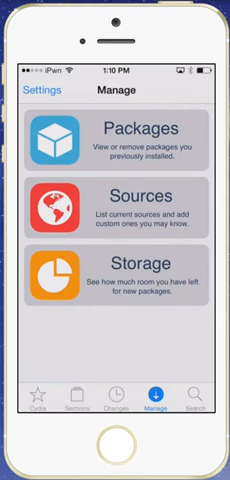 iPwn
1:10 PM
Settings
Manage
Packages
View or remove packages you
previously installed.
Sources
List current sources and add
custom ones you may know.
Storage
See how much room you have left
for new packages.
Cydia
Sections
Changes
Manage
Search